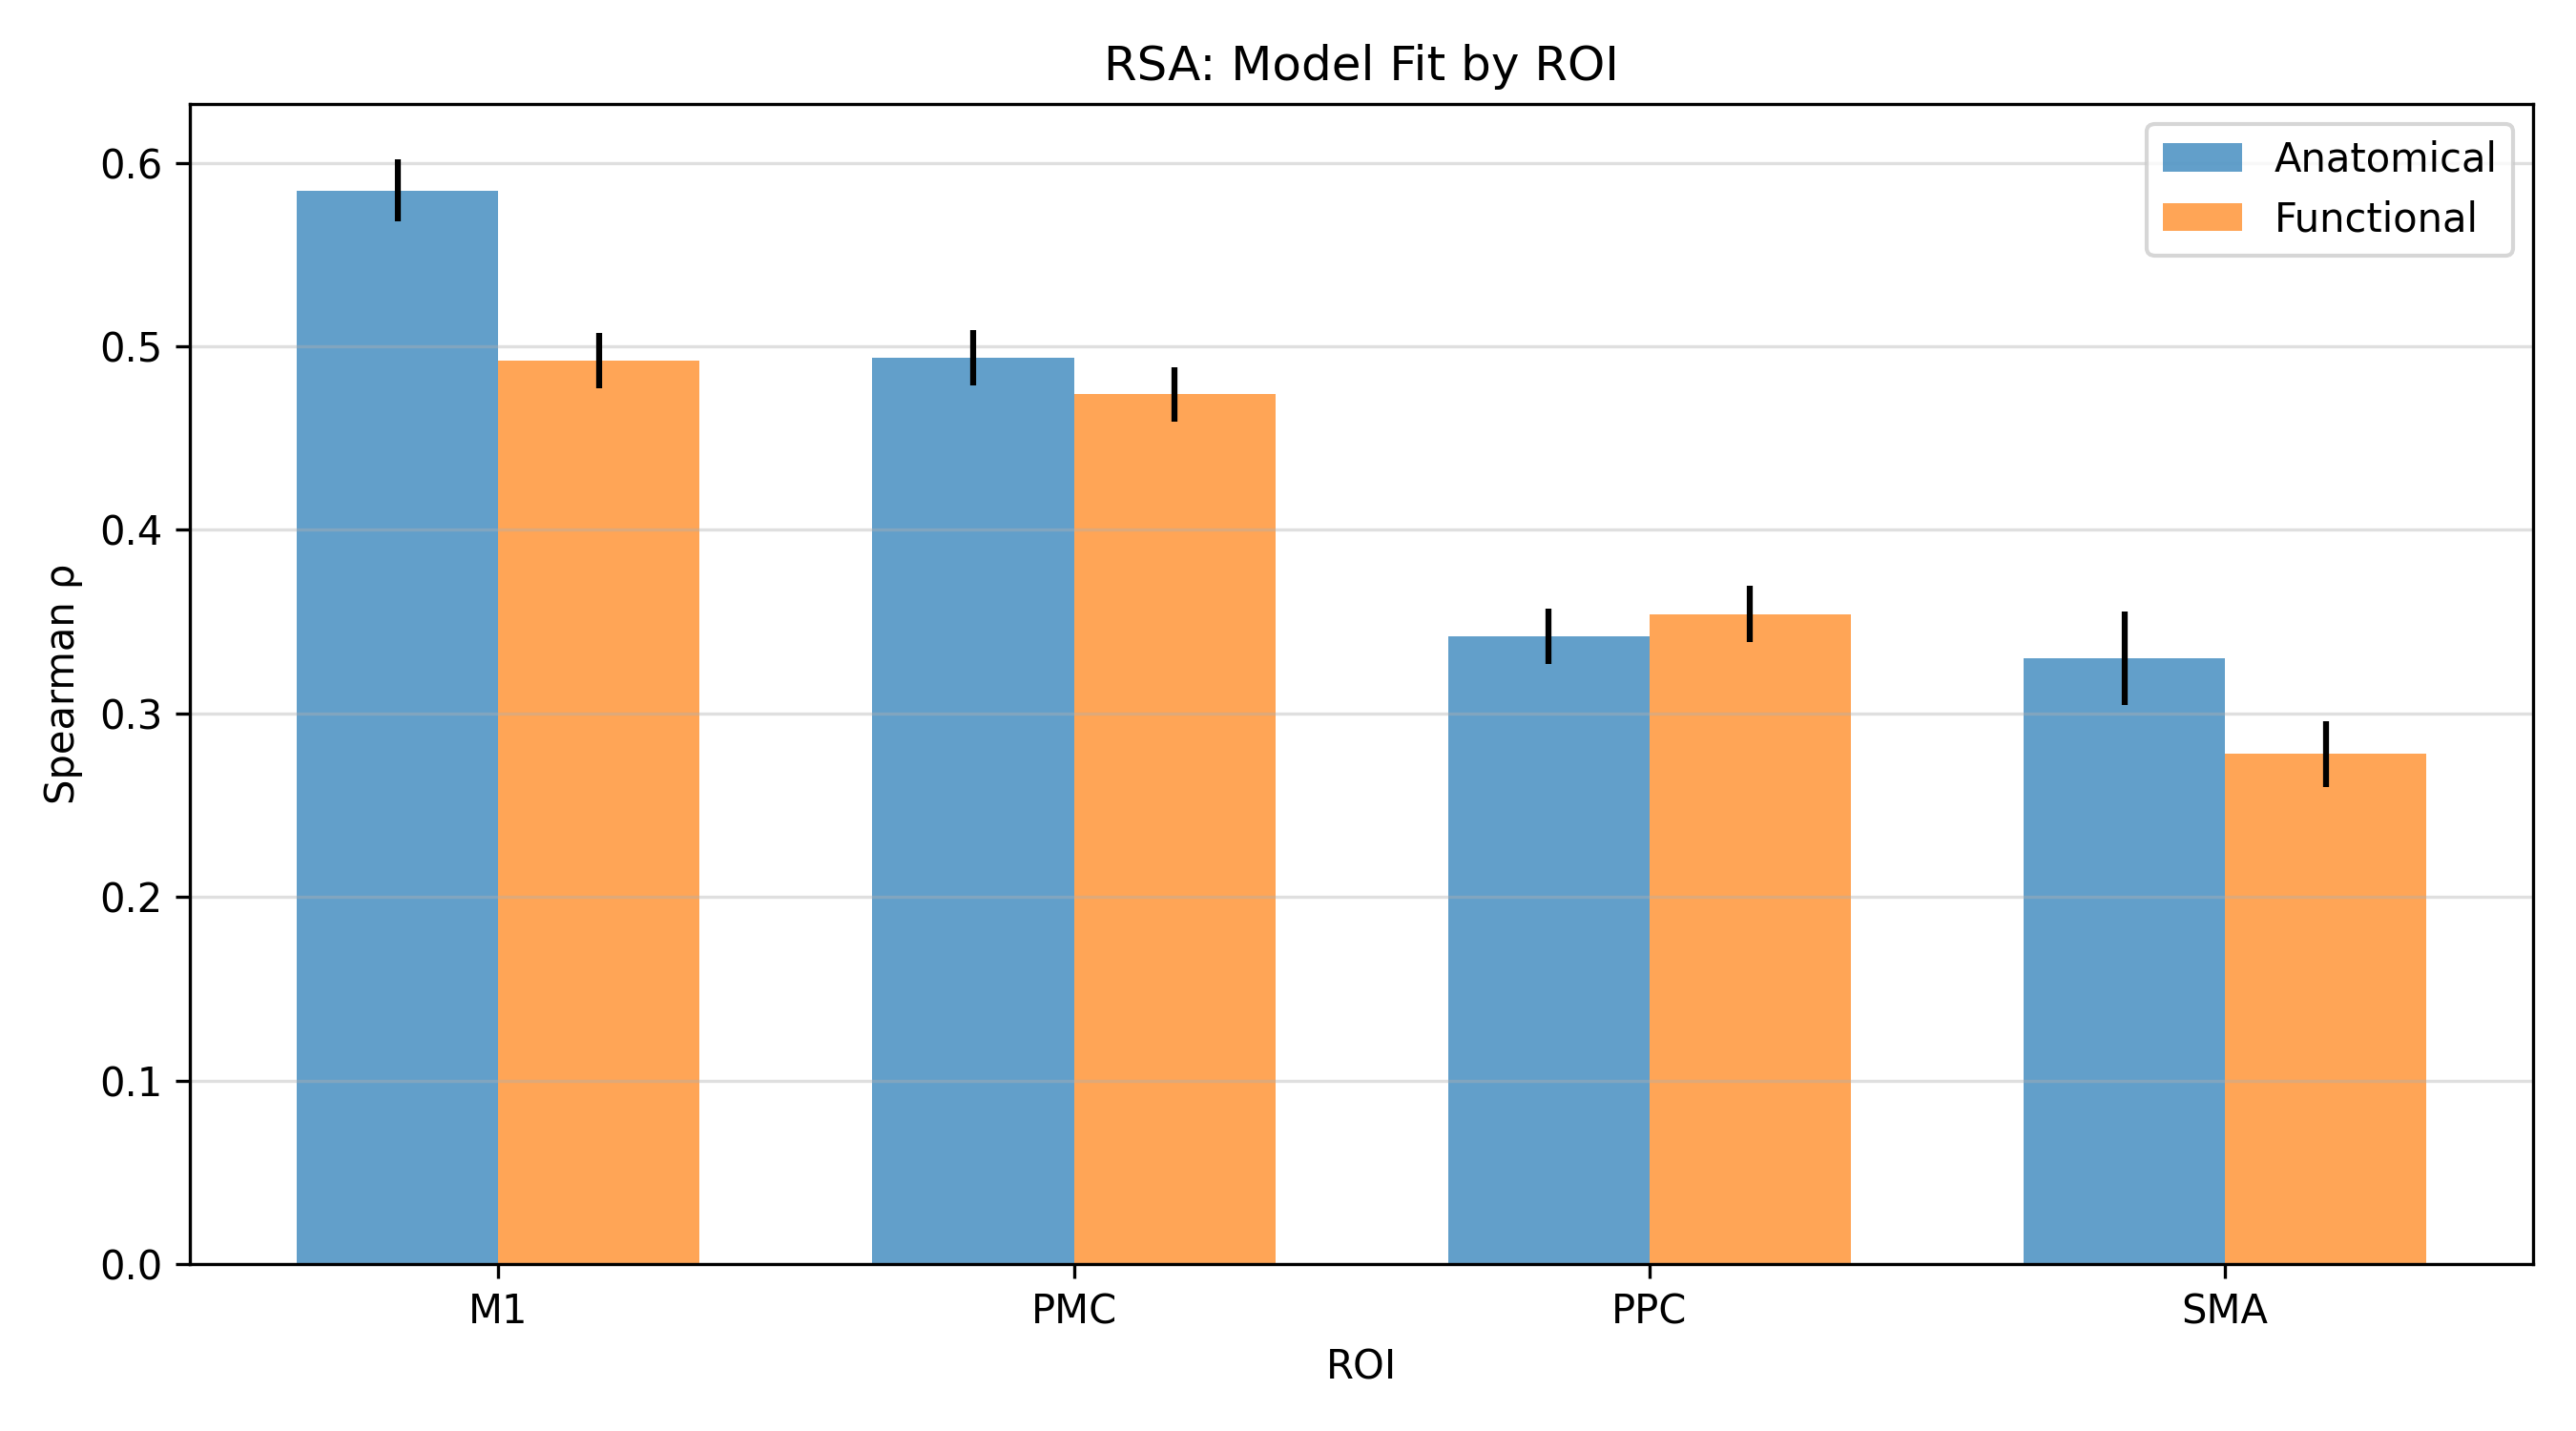 RSA: Model Fit by ROI
Anatomical
Functional
Spearman ρ
0.6
0.5
0.4
0.3
0.2
0.1
0.0
M1
PMC
PPC
SMA
ROI